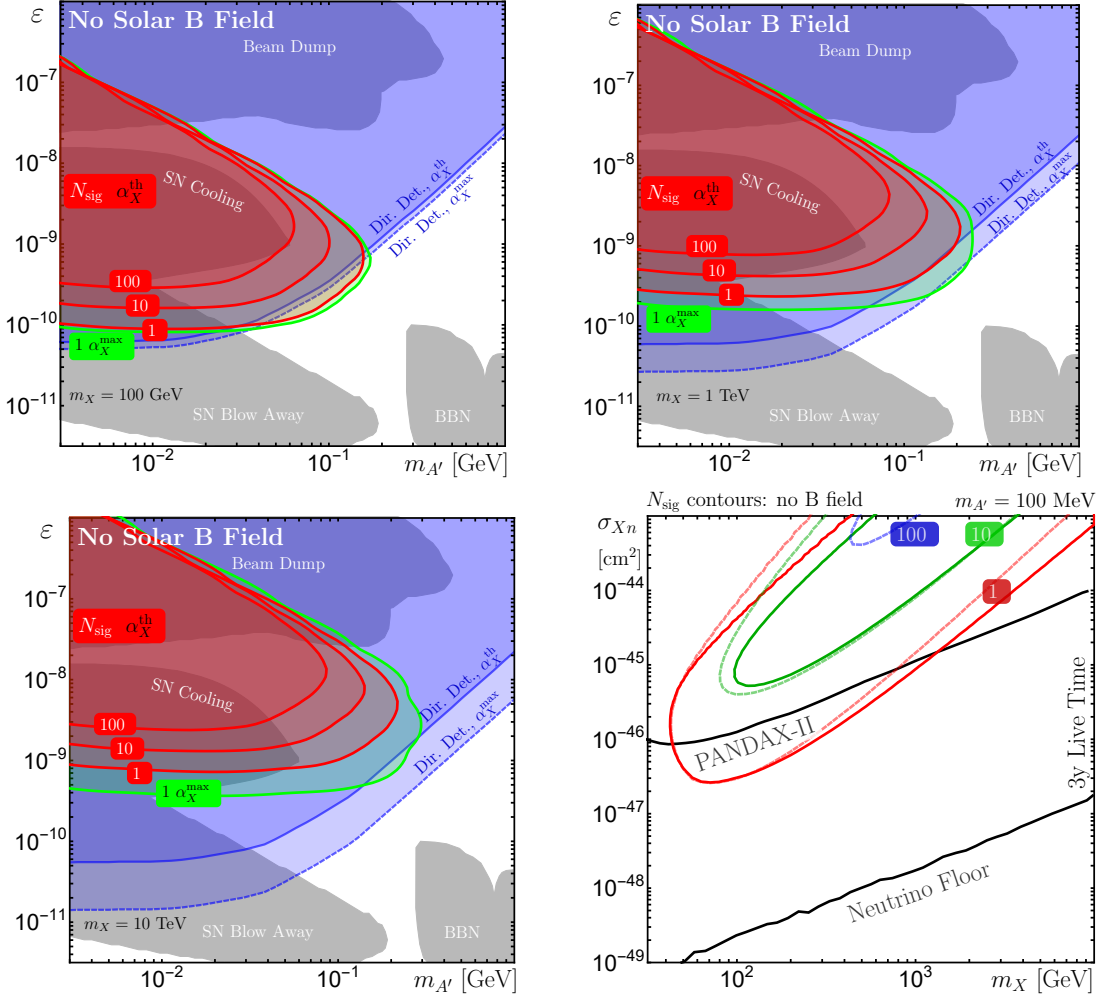 No Solar B Field
ε
Beam Dump
10⁻⁷
10⁻⁸
10⁻⁹
10⁻¹⁰
10⁻¹¹
SN Cooling
N_sig α_X^th
Dir. Det., α_X^th
Dir. Det., α_X^max
100
10
1
1 α_X^max
m_X = 100 GeV
SN Blow Away
BBN
10⁻²
10⁻¹
m_A′ [GeV]
No Solar B Field
ε
Beam Dump
10⁻⁷
10⁻⁸
10⁻⁹
10⁻¹⁰
10⁻¹¹
SN Cooling
N_sig α_X^th
Dir. Det., α_X^th
Dir. Det., α_X^max
100
10
1
1 α_X^max
m_X = 1 TeV
SN Blow Away
BBN
10⁻²
10⁻¹
m_A′ [GeV]
No Solar B Field
ε
Beam Dump
10⁻⁷
10⁻⁸
10⁻⁹
10⁻¹⁰
10⁻¹¹
N_sig α_X^th
SN Cooling
Dir. Det., α_X^th
Dir. Det., α_X^max
100
10
1
1 α_X^max
m_X = 10 TeV
SN Blow Away
BBN
10⁻²
10⁻¹
m_A′ [GeV]
N_sig contours: no B field m_A′ = 100 MeV
σ_Xn
[cm²]
100
10
1
10⁻⁴⁴
10⁻⁴⁵
10⁻⁴⁶
10⁻⁴⁷
10⁻⁴⁸
10⁻⁴⁹
PANDAX-II
3y Live Time
Neutrino Floor
10²
10³
m_X [GeV]